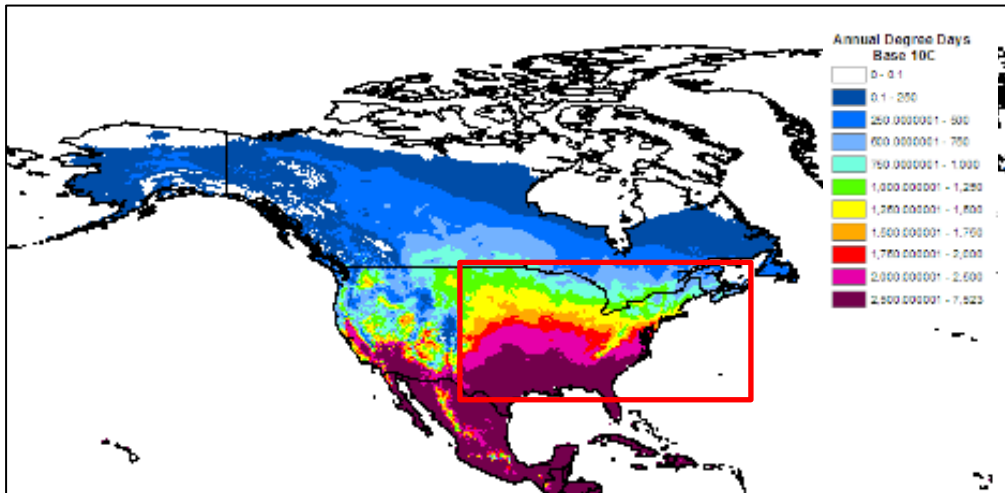 Annual Degree Days
Base 10C
0 - 0.1
0.1 - 250
250.0000001 - 500
500.0000001 - 750
750.0000001 - 1,000
1,000.000001 - 1,250
1,250.000001 - 1,500
1,500.000001 - 1,750
1,750.000001 - 2,000
2,000.000001 - 2,500
2,500.000001 - 7,523